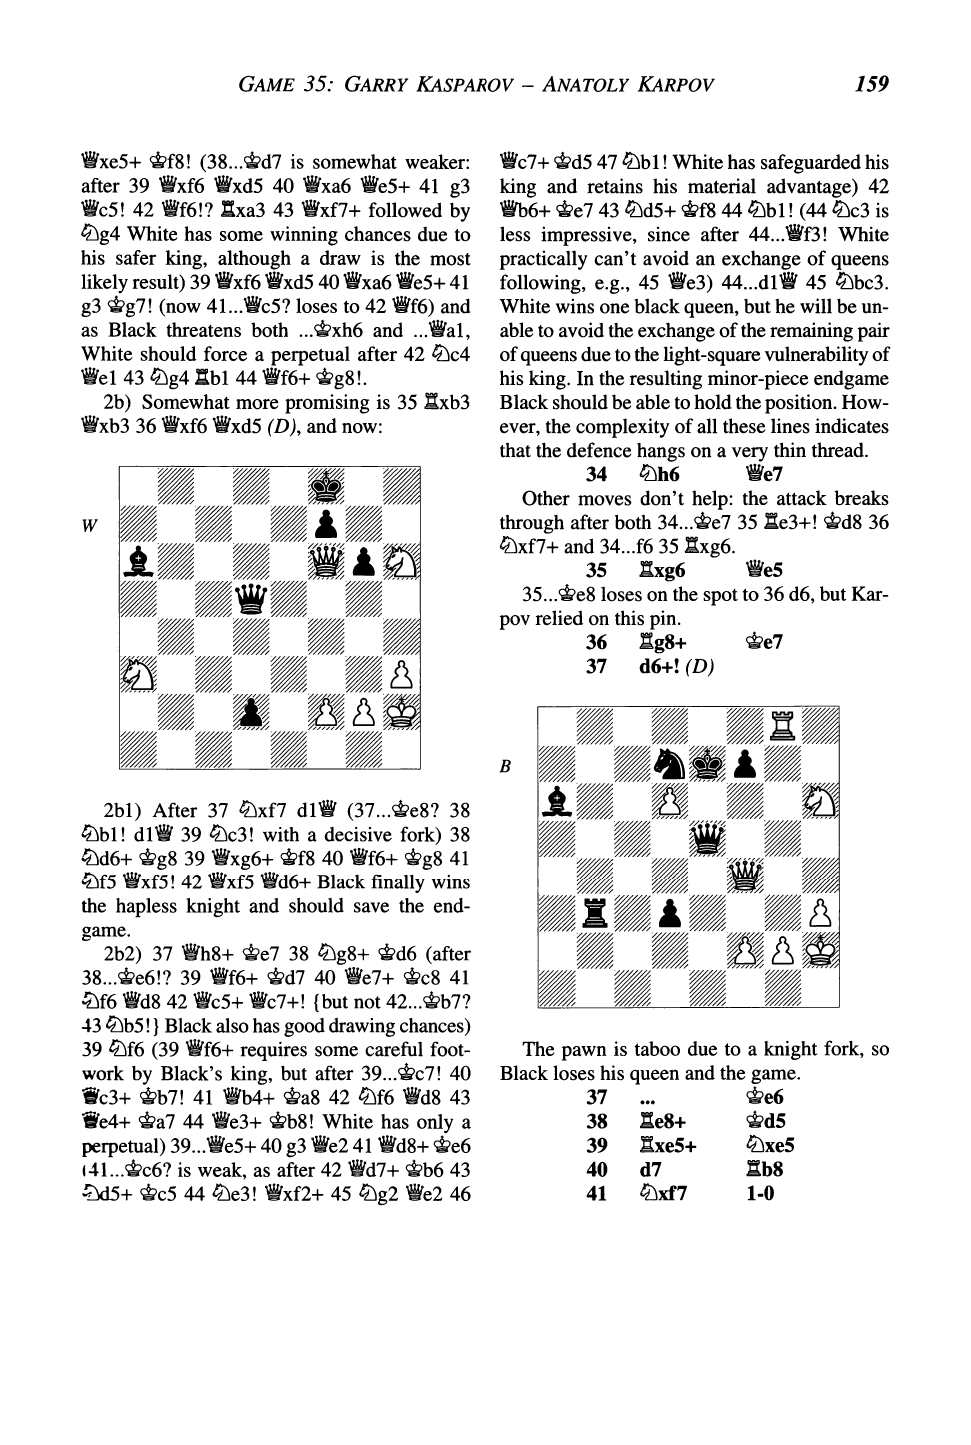 GAME 35: GARRY KASPAROV – ANATOLY KARPOV 159
♕xe5+ ♔f8! (38...♔d7 is somewhat weaker:
after 39 ♕xf6 ♕xd5 40 ♕xa6 ♕e5+ 41 g3
♕c5! 42 ♕f6!? ♖xa3 43 ♕xf7+ followed by
♘g4 White has some winning chances due to
his safer king, although a draw is the most
likely result) 39 ♕xf6 ♕xd5 40 ♕xa6 ♕e5+ 41
g3 ♔g7! (now 41...♕c5? loses to 42 ♕f6) and
as Black threatens both ...♔xh6 and ...♕a1,
White should force a perpetual after 42 ♘c4
♕e1 43 ♘g4 ♖b1 44 ♕f6+ ♔g8!.
2b) Somewhat more promising is 35 ♖xb3
♕xb3 36 ♕xf6 ♕xd5 (D), and now:
W
2b1) After 37 ♘xf7 d1♕ (37...♔e8? 38
♘b1! d1♕ 39 ♘c3! with a decisive fork) 38
♘d6+ ♔g8 39 ♕xg6+ ♔f8 40 ♕f6+ ♔g8 41
♘f5 ♕xf5! 42 ♕xf5 ♕d6+ Black finally wins
the hapless knight and should save the end-
game.
2b2) 37 ♕h8+ ♔e7 38 ♘g8+ ♔d6 (after
38...♔e6!? 39 ♕f6+ ♔d7 40 ♕e7+ ♔c8 41
♘f6 ♕d8 42 ♕c5+ ♕c7+! {but not 42...♔b7?
43 ♘b5!} Black also has good drawing chances)
39 ♘f6 (39 ♕f6+ requires some careful foot-
work by Black's king, but after 39...♔c7! 40
♕c3+ ♔b7! 41 ♕b4+ ♔a8 42 ♘f6 ♕d8 43
♕e4+ ♔a7 44 ♕e3+ ♔b8! White has only a
perpetual) 39...♕e5+ 40 g3 ♕e2 41 ♕d8+ ♔e6
(41...♔c6? is weak, as after 42 ♕d7+ ♔b6 43
♘d5+ ♔c5 44 ♘e3! ♕xf2+ 45 ♘g2 ♕e2 46
♕c7+ ♔d5 47 ♘b1! White has safeguarded his
king and retains his material advantage) 42
♕b6+ ♔e7 43 ♘d5+ ♔f8 44 ♘b1! (44 ♘c3 is
less impressive, since after 44...♕f3! White
practically can't avoid an exchange of queens
following, e.g., 45 ♕e3) 44...d1♕ 45 ♘bc3.
White wins one black queen, but he will be un-
able to avoid the exchange of the remaining pair
of queens due to the light-square vulnerability of
his king. In the resulting minor-piece endgame
Black should be able to hold the position. How-
ever, the complexity of all these lines indicates
that the defence hangs on a very thin thread.
34 ♘h6 ♕e7
Other moves don't help: the attack breaks
through after both 34...♔e7 35 ♖e3+! ♔d8 36
♘xf7+ and 34...f6 35 ♖xg6.
35 ♖xg6 ♕e5
35...♔e8 loses on the spot to 36 d6, but Kar-
pov relied on this pin.
36 ♖g8+ ♔e7
37 d6+! (D)
B
The pawn is taboo due to a knight fork, so
Black loses his queen and the game.
37 ... ♔e6
38 ♖e8+ ♔d5
39 ♖xe5+ ♘xe5
40 d7 ♖b8
41 ♘xf7 1-0